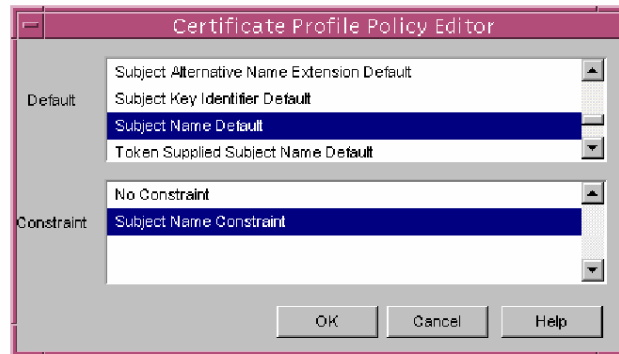 Certificate Profile Policy Editor
Default
Subject Alternative Name Extension Default
Subject Key Identifier Default
Subject Name Default
Token Supplied Subject Name Default
Constraint
No Constraint
Subject Name Constraint
OK
Cancel
Help